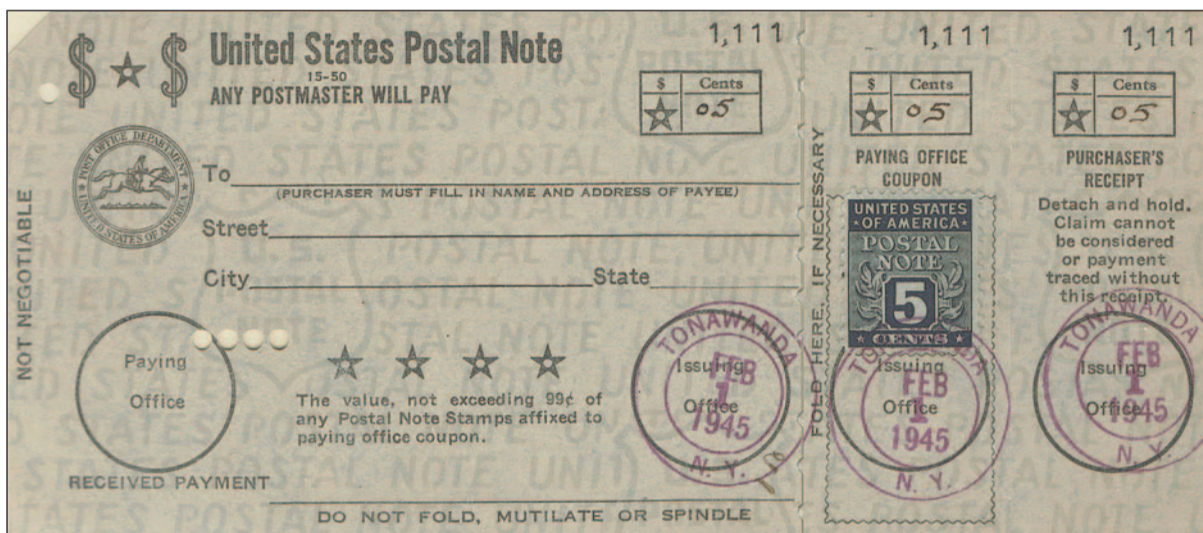 1,111 1,111 1,111
$ ☆ $ United States Postal Note
15-50
ANY POSTMASTER WILL PAY
$ Cents
☆ 05
$ Cents
☆ 05
$ Cents
☆ 05
POST OFFICE DEPARTMENT
★ UNITED STATES OF AMERICA ★
NOT NEGOTIABLE
To
(PURCHASER MUST FILL IN NAME AND ADDRESS OF PAYEE)
Street
City State
Paying
Office
The value, not exceeding 99¢ of
any Postal Note Stamps affixed to
paying office coupon.
RECEIVED PAYMENT
DO NOT FOLD, MUTILATE OR SPINDLE
Issuing
Office
TONAWANDA
FEB
1
1945
N. Y.
FOLD HERE, IF NECESSARY
PAYING OFFICE
COUPON
UNITED STATES
OF AMERICA
POSTAL
NOTE
5
CENTS
Issuing
Office
TONAWANDA
FEB
1
1945
N. Y.
PURCHASER'S
RECEIPT
Detach and hold.
Claim cannot
be considered
or payment
traced without
this receipt.
Issuing
Office
TONAWANDA
FEB
1
1945
N. Y.